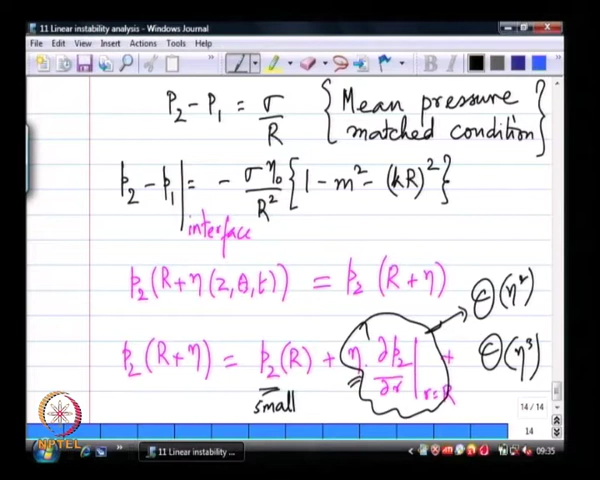 11 Linear instability analysis - Windows Journal
File Edit View Insert Actions Tools Help
P₂ - P₁ = σ/R {Mean pressure matched condition}
p₂ - p₁|interface = - ση₀/R² {1 - m² - (kR)²}
p₂(R+η(z,θ,t)) = p₂(R+η)
Θ(η²)
p₂(R+η) = p₂(R) + η. ∂p₂/∂r|r=R + Θ(η³)
small
14 / 14
14
NPTEL
11 Linear instability ...
09:35